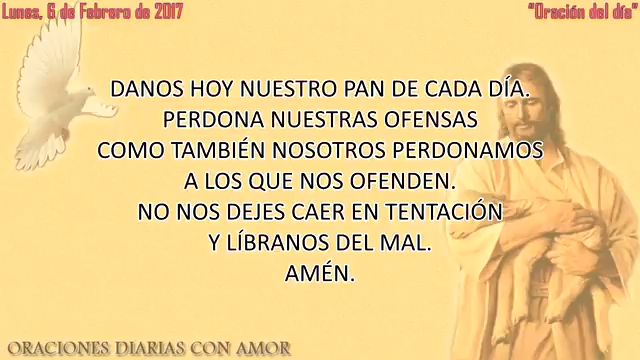 Lunes, 6 de Febrero de 2017
“Oración del día”
DANOS HOY NUESTRO PAN DE CADA DÍA.
PERDONA NUESTRAS OFENSAS
COMO TAMBIÉN NOSOTROS PERDONAMOS
A LOS QUE NOS OFENDEN.
NO NOS DEJES CAER EN TENTACIÓN
Y LÍBRANOS DEL MAL.
AMÉN.
ORACIONES DIARIAS CON AMOR